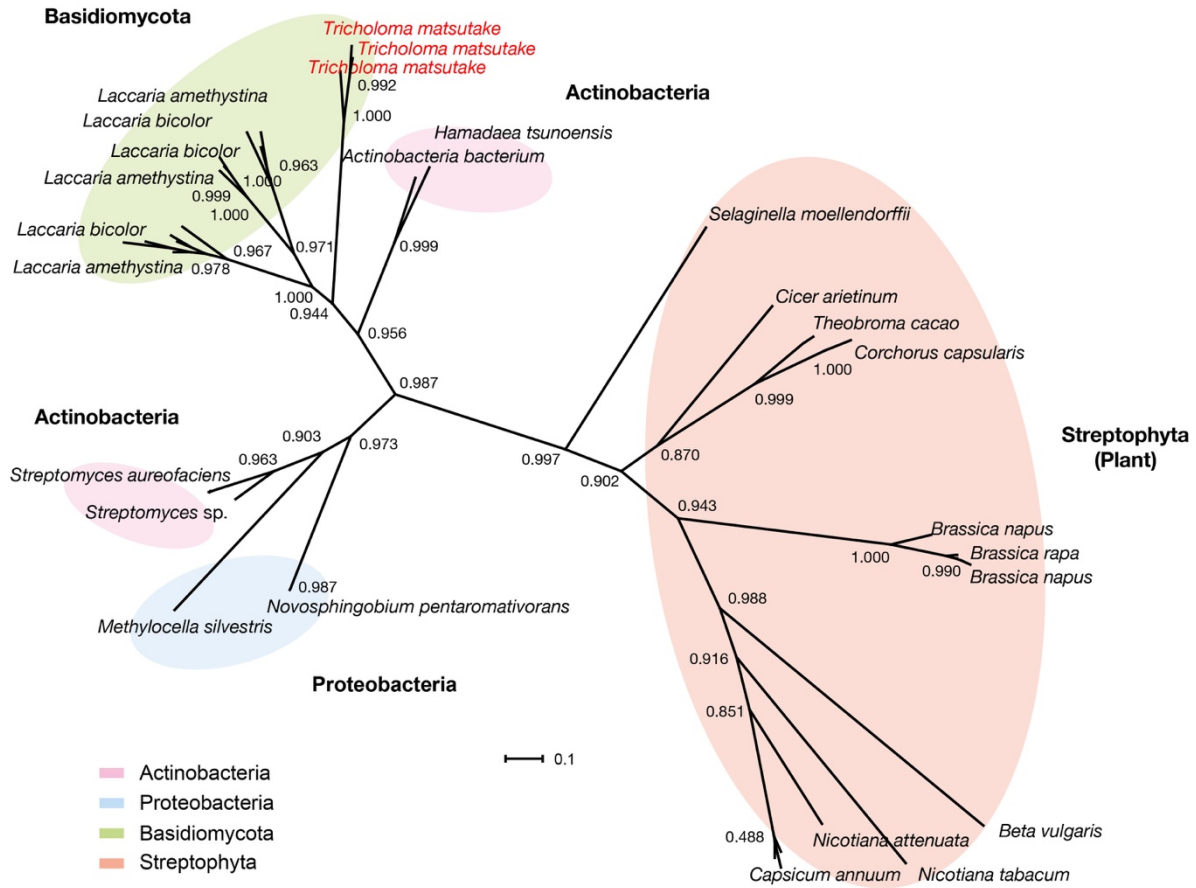 Basidiomycota
Tricholoma matsutake
Tricholoma matsutake
Tricholoma matsutake
0.992
1.000
Actinobacteria
Laccaria amethystina
Laccaria bicolor
Hamadaea tsunoensis
Laccaria bicolor
0.963
Actinobacteria bacterium
Laccaria amethystina
1.000
0.999
1.000
Selaginella moellendorffii
Laccaria bicolor
0.967
0.971
0.999
Laccaria amethystina
0.978
1.000
0.944
0.956
Cicer arietinum
Theobroma cacao
Corchorus capsularis
1.000
0.999
0.987
Actinobacteria
0.903
0.973
0.963
Streptomyces aureofaciens
Streptomyces sp.
0.997
0.902
0.870
Streptophyta
(Plant)
0.943
Brassica napus
1.000
Brassica rapa
0.990
Brassica napus
0.987
Novosphingobium pentaromativorans
Methylocella silvestris
0.988
0.916
Proteobacteria
0.851
0.1
Actinobacteria
Proteobacteria
Basidiomycota
Streptophyta
0.488
Nicotiana attenuata
Beta vulgaris
Capsicum annuum
Nicotiana tabacum